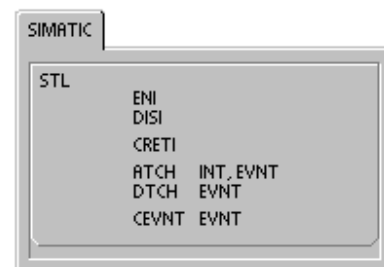 SIMATIC
STL
ENI
DISI
CRETI
ATCH INT, EVNT
DTCH EVNT
CEVNT EVNT